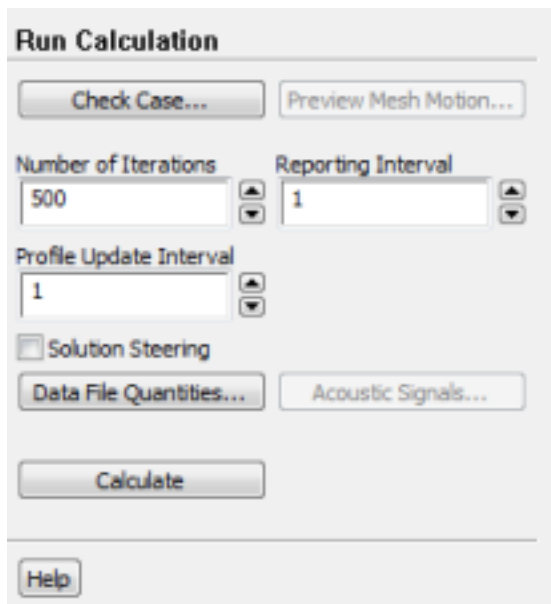 Run Calculation
Check Case... Preview Mesh Motion...
Number of Iterations Reporting Interval
500 1
Profile Update Interval
1
Solution Steering
Data File Quantities... Acoustic Signals...
Calculate
Help